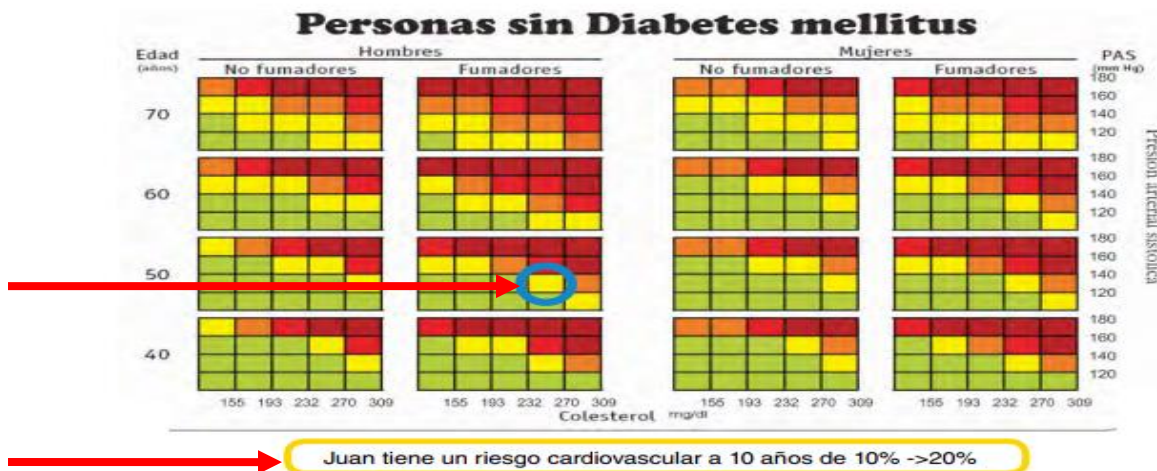 Personas sin Diabetes mellitus
Edad
(años)
Hombres
Mujeres
PAS
(mm Hg)
No fumadores
Fumadores
No fumadores
Fumadores
180
160
70
140
120
180
160
60
140
120
180
160
50
140
120
180
160
40
140
120
Presión arterial sistólica
155 193 232 270 309
155 193 232 270 309
155 193 232 270 309
155 193 232 270 309
Colesterol mg/dl
Juan tiene un riesgo cardiovascular a 10 años de 10% ->20%